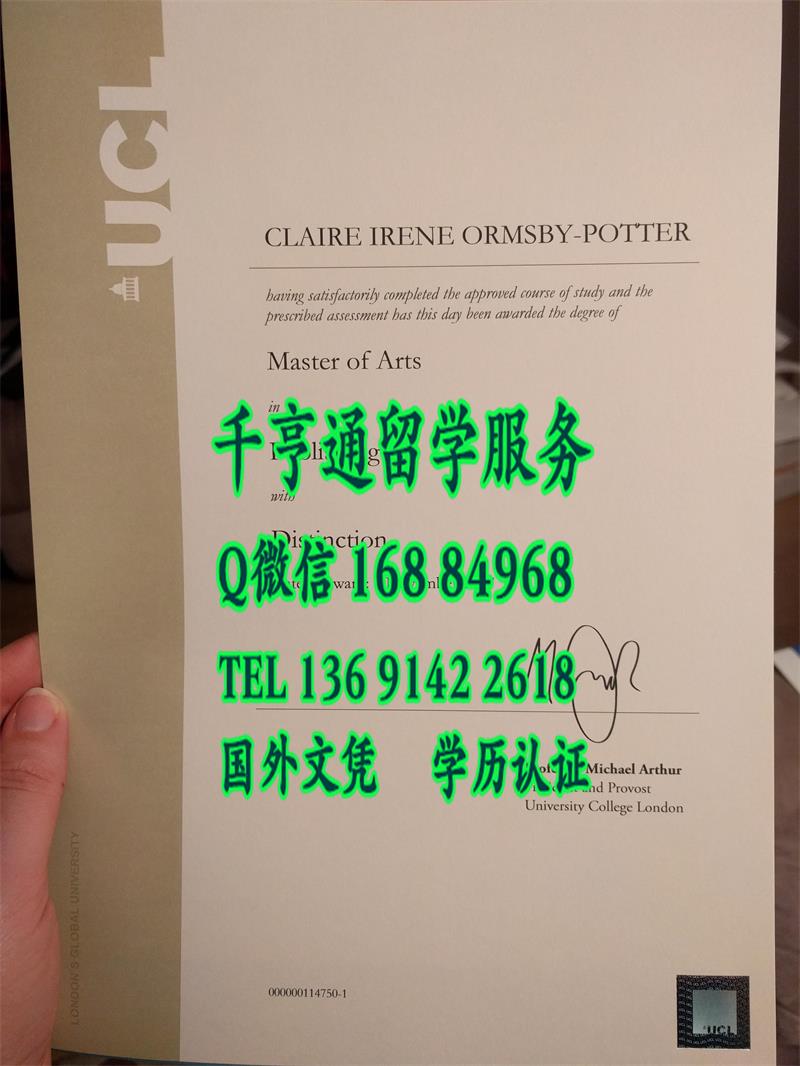 UCL
CLAIRE IRENE ORMSBY-POTTER
having satisfactorily completed the approved course of study and the
prescribed assessment has this day been awarded the degree of
Master of Arts
in
千亨通留学服务
with
Distinction
Q微信 168 84968
TEL 136 9142 2618
国外文凭 学历认证
Michael Arthur
and Provost
University College London
LONDON'S GLOBAL UNIVERSITY
000000114750-1
UCL